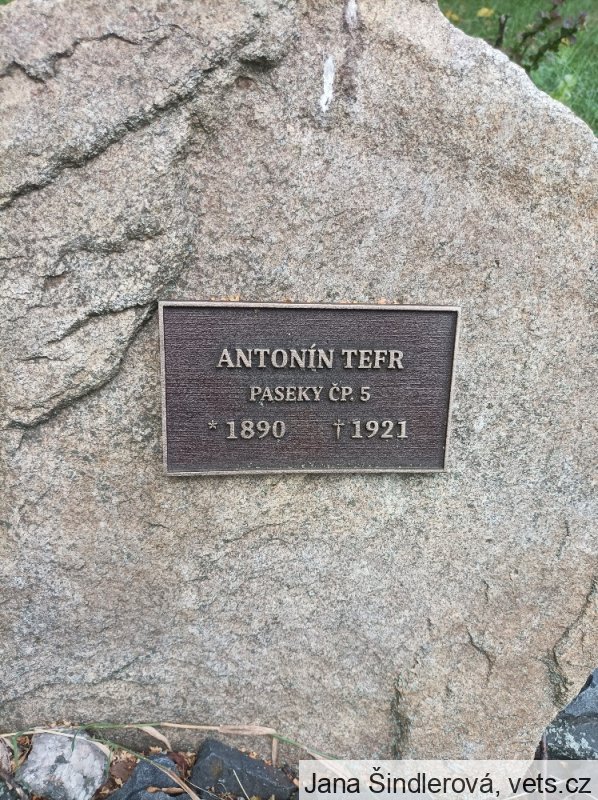 ANTONÍN TEFR
PASEKY ČP. 5
* 1890 † 1921
Jana Šindlerová, vets.cz